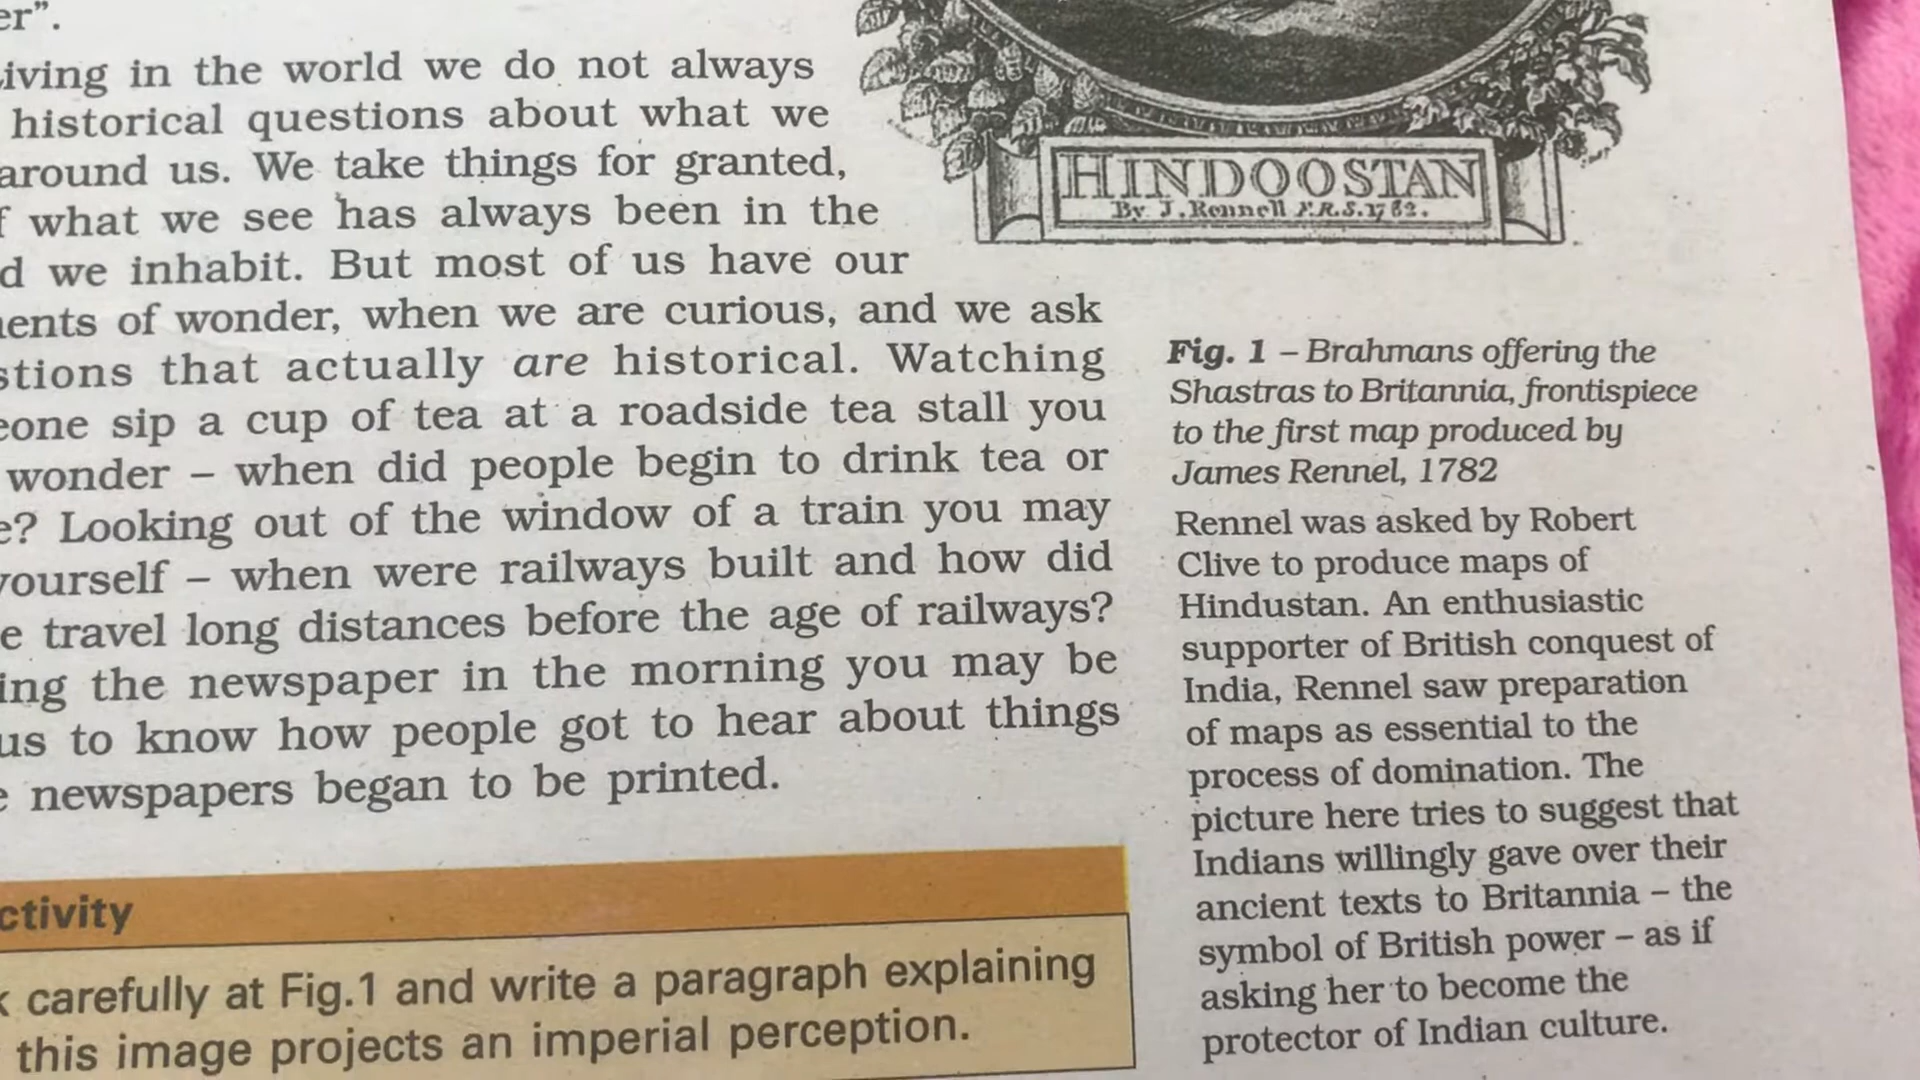 er".
iving in the world we do not always
historical questions about what we
around us. We take things for granted,
f what we see has always been in the
d we inhabit. But most of us have our
ents of wonder, when we are curious, and we ask
stions that actually are historical. Watching
eone sip a cup of tea at a roadside tea stall you
wonder – when did people begin to drink tea or
e? Looking out of the window of a train you may
yourself – when were railways built and how did
e travel long distances before the age of railways?
ing the newspaper in the morning you may be
us to know how people got to hear about things
e newspapers began to be printed.
ctivity
k carefully at Fig.1 and write a paragraph explaining
this image projects an imperial perception.
HINDOOSTAN
By J. Rennell F.R.S. 1782.
Fig. 1 – Brahmans offering the
Shastras to Britannia, frontispiece
to the first map produced by
James Rennel, 1782
Rennel was asked by Robert
Clive to produce maps of
Hindustan. An enthusiastic
supporter of British conquest of
India, Rennel saw preparation
of maps as essential to the
process of domination. The
picture here tries to suggest that
Indians willingly gave over their
ancient texts to Britannia – the
symbol of British power – as if
asking her to become the
protector of Indian culture.